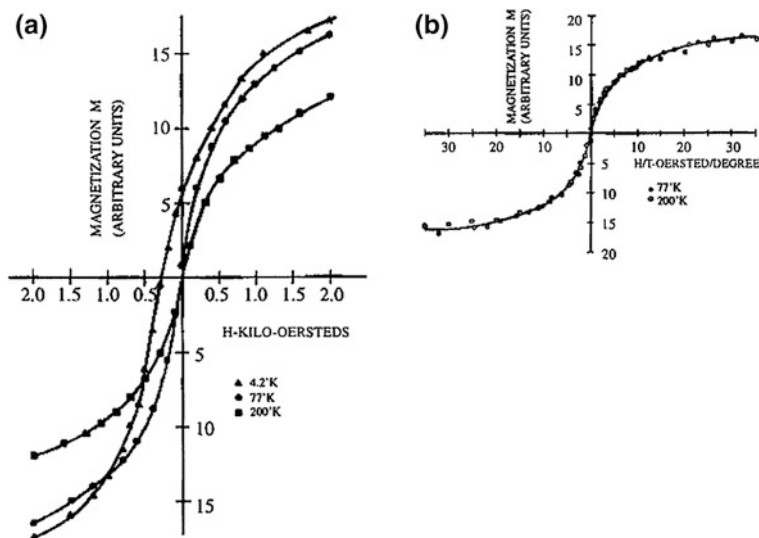 (a)
MAGNETIZATION M
(ARBITRARY UNITS)
15
10
5
2.0 1.5 1.0 0.5 0.5 1.0 1.5 2.0
H-KILO-OERSTEDS
5
▲ 4.2°K
● 77°K
■ 200°K
10
15
(b)
MAGNETIZATION M
(ARBITRARY UNITS)
20
15
10
5
30 20 10 10 20 30
H/T-OERSTED/DEGREE
5
● 77°K
○ 200°K
10
15
20